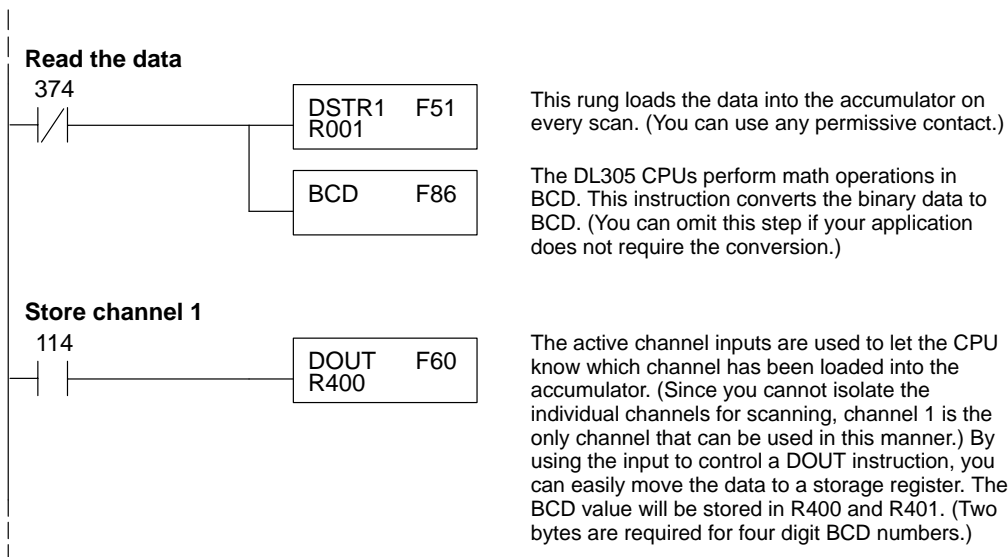 Read the data
374
DSTR1 F51
R001
This rung loads the data into the accumulator on
every scan. (You can use any permissive contact.)
BCD F86
The DL305 CPUs perform math operations in
BCD. This instruction converts the binary data to
BCD. (You can omit this step if your application
does not require the conversion.)
Store channel 1
114
DOUT F60
R400
The active channel inputs are used to let the CPU
know which channel has been loaded into the
accumulator. (Since you cannot isolate the
individual channels for scanning, channel 1 is the
only channel that can be used in this manner.) By
using the input to control a DOUT instruction, you
can easily move the data to a storage register. The
BCD value will be stored in R400 and R401. (Two
bytes are required for four digit BCD numbers.)